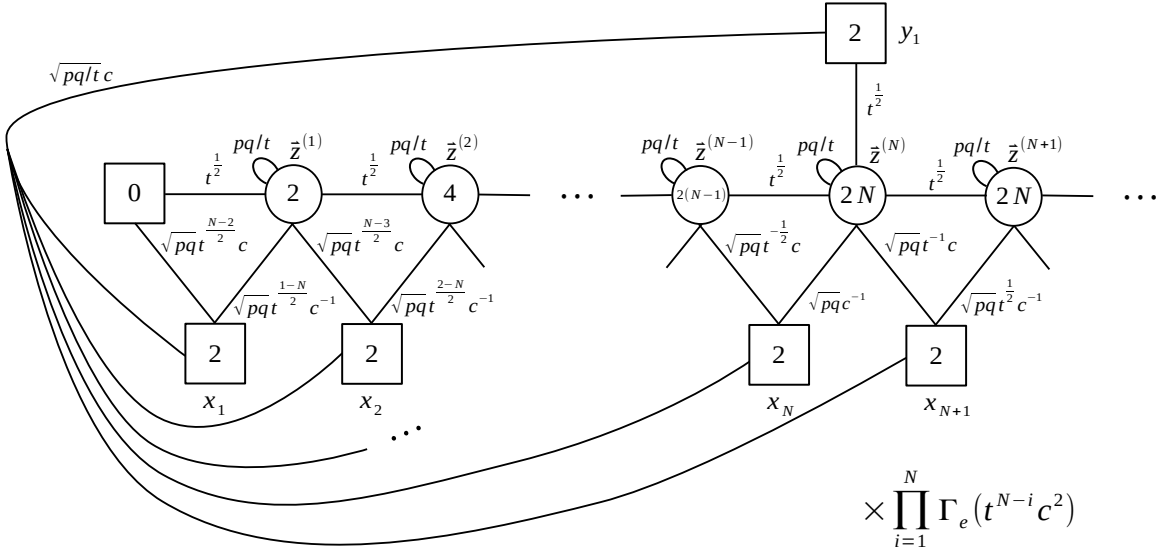 2 y₁
√(pq/t) c
t^{1/2}
pq/t z⃗^{(1)} pq/t z⃗^{(2)} pq/t z⃗^{(N−1)} pq/t z⃗^{(N)} pq/t z⃗^{(N+1)}
t^{1/2} t^{1/2} t^{1/2} t^{1/2}
0 2 4 ⋯ 2(N−1) 2N 2N ⋯
√pq t^{(N−2)/2} c √pq t^{(N−3)/2} c √pq t^{−1/2} c √pq t^{−1} c
√pq t^{(1−N)/2} c^{−1} √pq t^{(2−N)/2} c^{−1} √pq c^{−1} √pq t^{1/2} c^{−1}
2 2 2 2
x₁ x₂ x_N x_{N+1}
⋯
× ∏_{i=1}^{N} Γ_e(t^{N−i} c²)